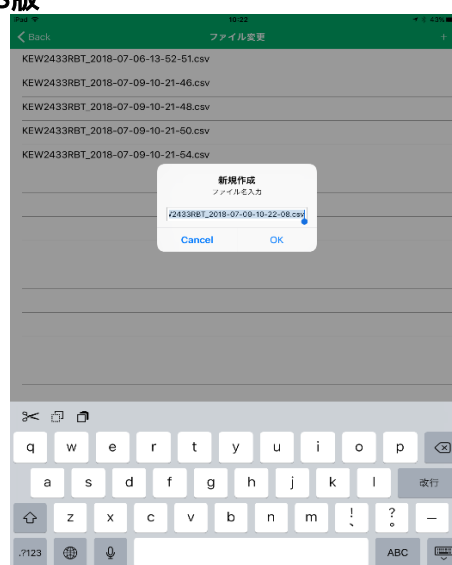 iPad 10:22 43%
Back ファイル変更 +
KEW2433RBT_2018-07-06-13-52-51.csv
KEW2433RBT_2018-07-09-10-21-46.csv
KEW2433RBT_2018-07-09-10-21-48.csv
KEW2433RBT_2018-07-09-10-21-50.csv
KEW2433RBT_2018-07-09-10-21-54.csv
新規作成
ファイル名入力
2433RBT_2018-07-09-10-22-08.csv
Cancel OK
q w e r t y u i o p
a s d f g h j k l 改行
z x c v b n m ! 、 ? 。 —
.?123 ABC